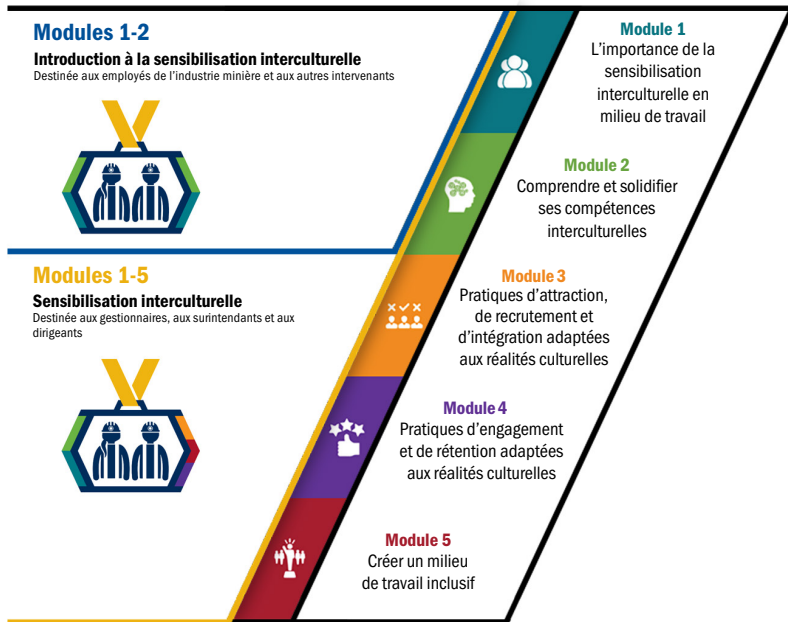 Modules 1-2
Introduction à la sensibilisation interculturelle
Destinée aux employés de l'industrie minière et aux autres intervenants
Modules 1-5
Sensibilisation interculturelle
Destinée aux gestionnaires, aux surintendants et aux
dirigeants
Module 1
L'importance de la
sensibilisation
interculturelle en
milieu de travail
Module 2
Comprendre et solidifier
ses compétences
interculturelles
Module 3
Pratiques d'attraction,
de recrutement et
d'intégration adaptées
aux réalités culturelles
Module 4
Pratiques d'engagement
et de rétention adaptées
aux réalités culturelles
Module 5
Créer un milieu
de travail inclusif